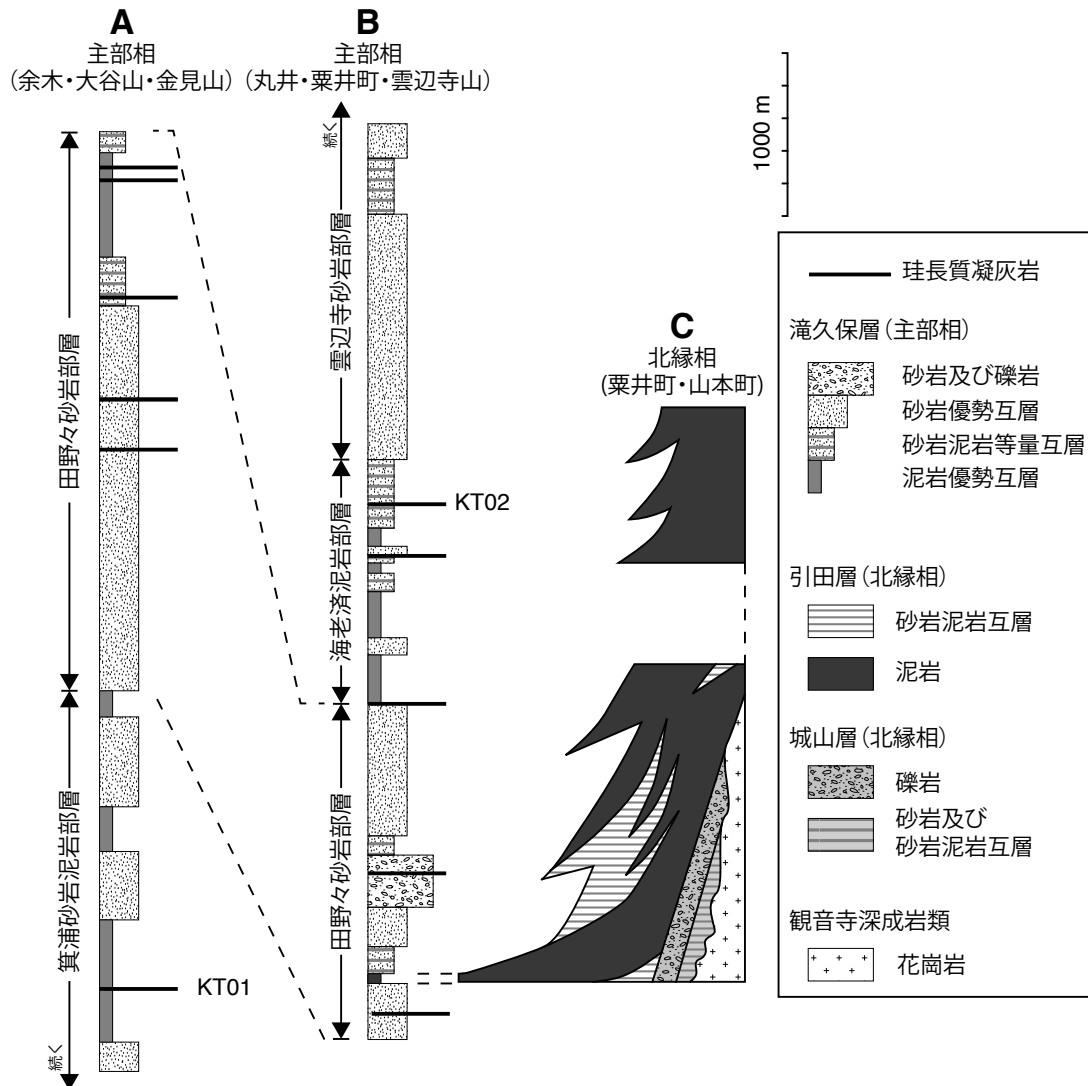 A
主部相
(余木・大谷山・金見山)
B
主部相
(丸井・粟井町・雲辺寺山)
1000 m
続く
雲辺寺砂岩部層
海老済泥岩部層
田野々砂岩部層
KT02
田野々砂岩部層
箕浦砂岩泥岩部層
KT01
続く
C
北縁相
(粟井町・山本町)
珪長質凝灰岩
滝久保層(主部相)
砂岩及び礫岩
砂岩優勢互層
砂岩泥岩等量互層
泥岩優勢互層
引田層(北縁相)
砂岩泥岩互層
泥岩
城山層(北縁相)
礫岩
砂岩及び
砂岩泥岩互層
観音寺深成岩類
花崗岩